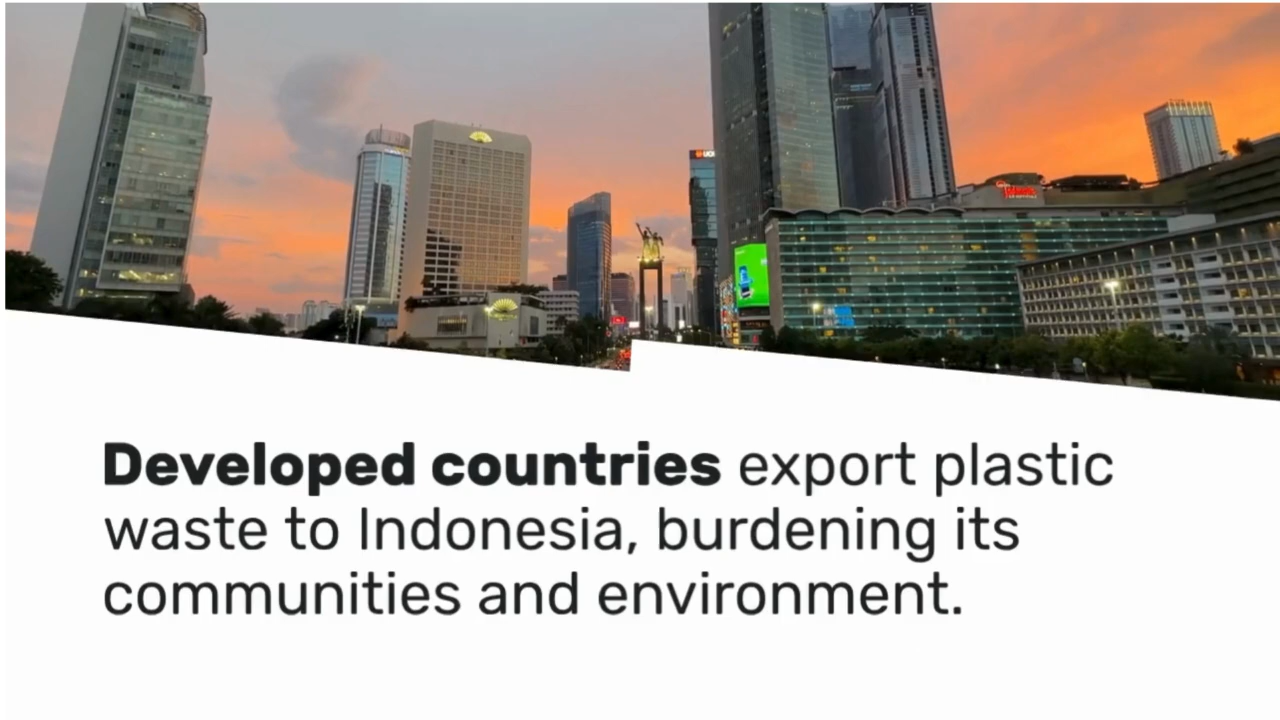 Developed countries export plastic
waste to Indonesia, burdening its
communities and environment.